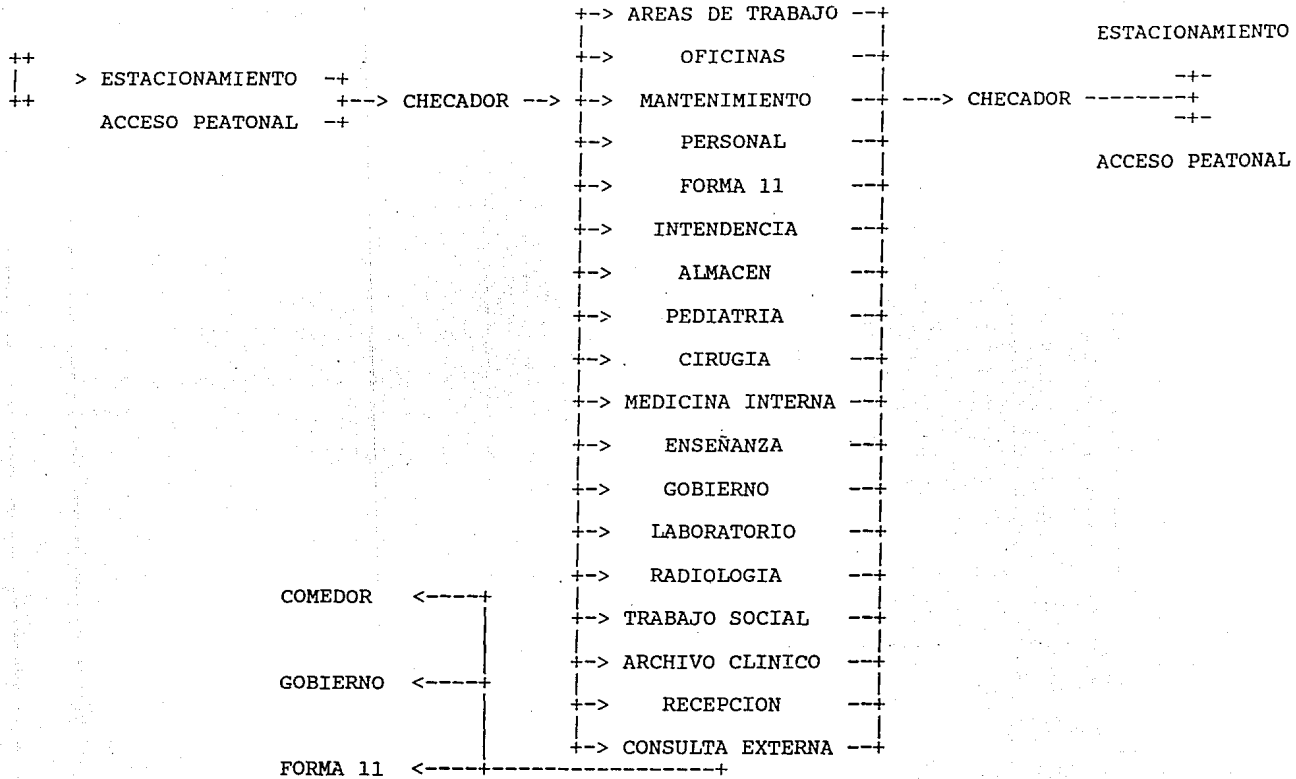 AREAS DE TRABAJO
ESTACIONAMIENTO
OFICINAS
ESTACIONAMIENTO
CHECADOR
MANTENIMIENTO
CHECADOR
ACCESO PEATONAL
PERSONAL
ACCESO PEATONAL
FORMA 11
INTENDENCIA
ALMACEN
PEDIATRIA
CIRUGIA
MEDICINA INTERNA
ENSEÑANZA
GOBIERNO
LABORATORIO
RADIOLOGIA
COMEDOR
TRABAJO SOCIAL
ARCHIVO CLINICO
GOBIERNO
RECEPCION
CONSULTA EXTERNA
FORMA 11